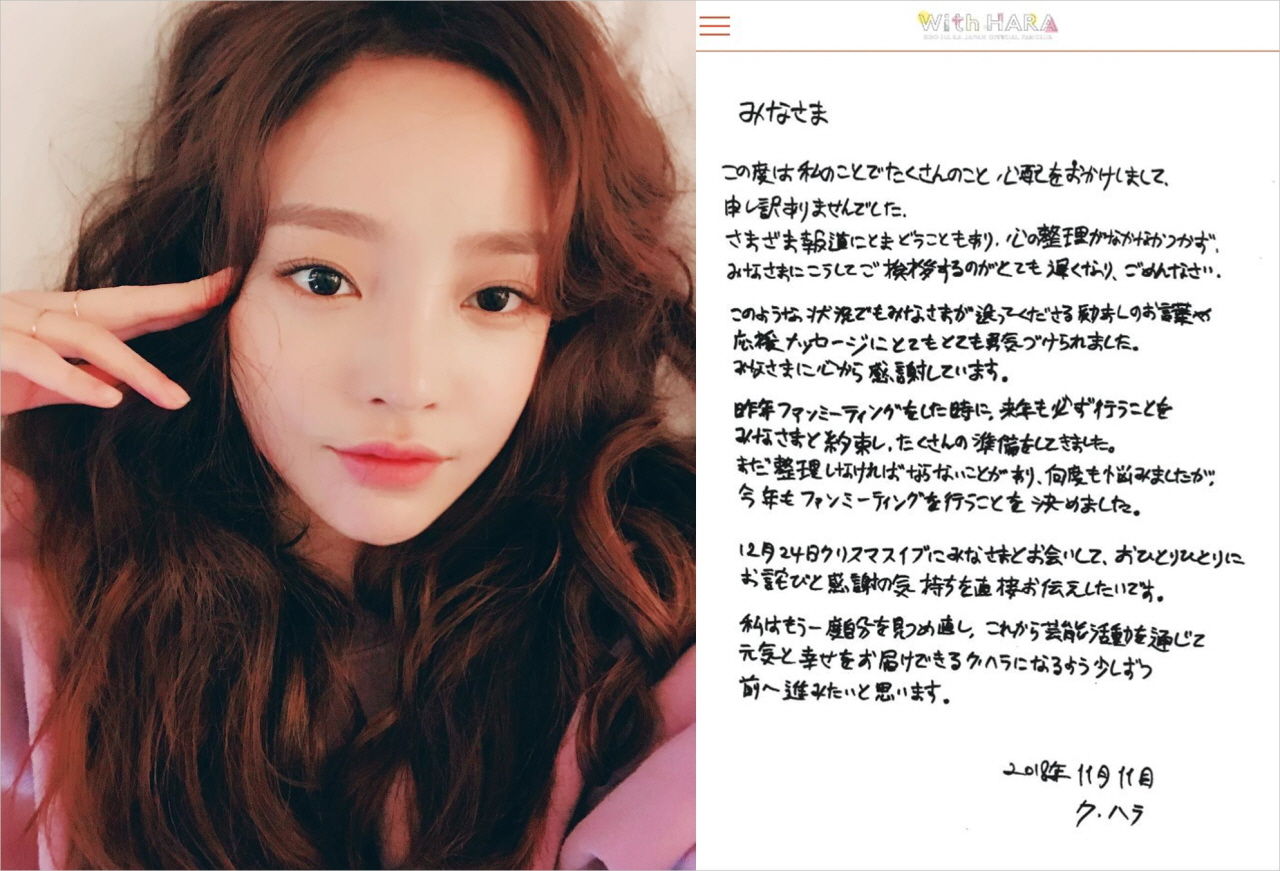 With HARA
みなさま
この度は私のことでたくさんのこと心配をおかけしまして、
申し訳ありませんでした。
さまざま報道にとまどうこともあり、心の整理がなかなかつかず、
みなさまにこうしてご挨拶するのがとても遅くなり、ごめんなさい。
このような状況でもみなさまが送ってくださる励ましのお言葉や
応援メッセージにとてもとても勇気づけられました。
みなさまに心から感謝しています。
昨年ファンミーティングをした時に、来年も必ず行うことを
みなさまと約束し、たくさんの準備をしてきました。
まだ整理しなければならないことがあり、何度も悩みましたが、
今年もファンミーティングを行うことを決めました。
12月24日クリスマスイブにみなさまとお会いして、おひとりひとりに
お詫びと感謝の気持ちを直接お伝えしたいです。
私はもう一度自分を見つめ直し、これから芸能活動を通じて
元気と幸せをお届けできるク・ハラになるよう少しずつ
前へ進みたいと思います。
2018年11月11日
ク・ハラ